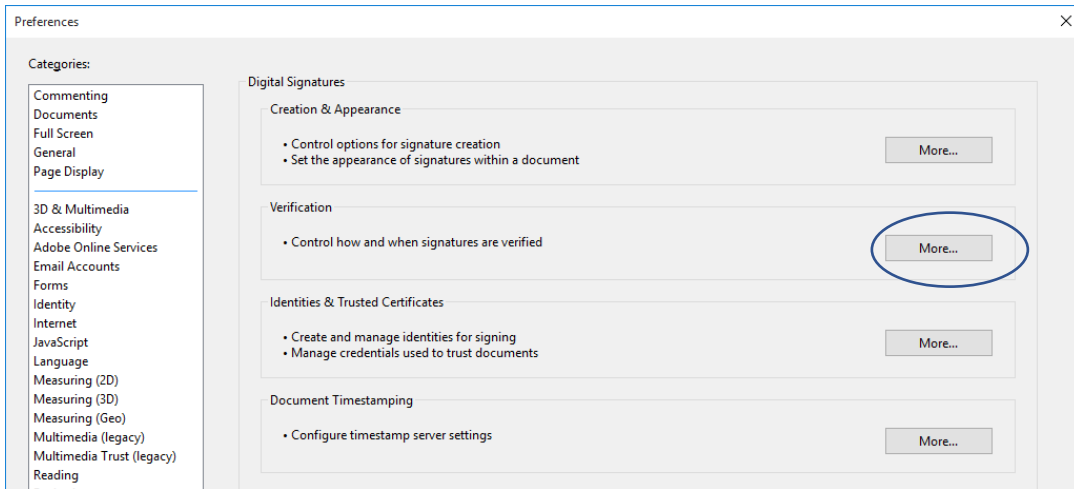 Preferences
Categories:
Commenting
Documents
Full Screen
General
Page Display
3D & Multimedia
Accessibility
Adobe Online Services
Email Accounts
Forms
Identity
Internet
JavaScript
Language
Measuring (2D)
Measuring (3D)
Measuring (Geo)
Multimedia (legacy)
Multimedia Trust (legacy)
Reading
Digital Signatures
Creation & Appearance
• Control options for signature creation
• Set the appearance of signatures within a document
More...
Verification
• Control how and when signatures are verified
More...
Identities & Trusted Certificates
• Create and manage identities for signing
• Manage credentials used to trust documents
More...
Document Timestamping
• Configure timestamp server settings
More...